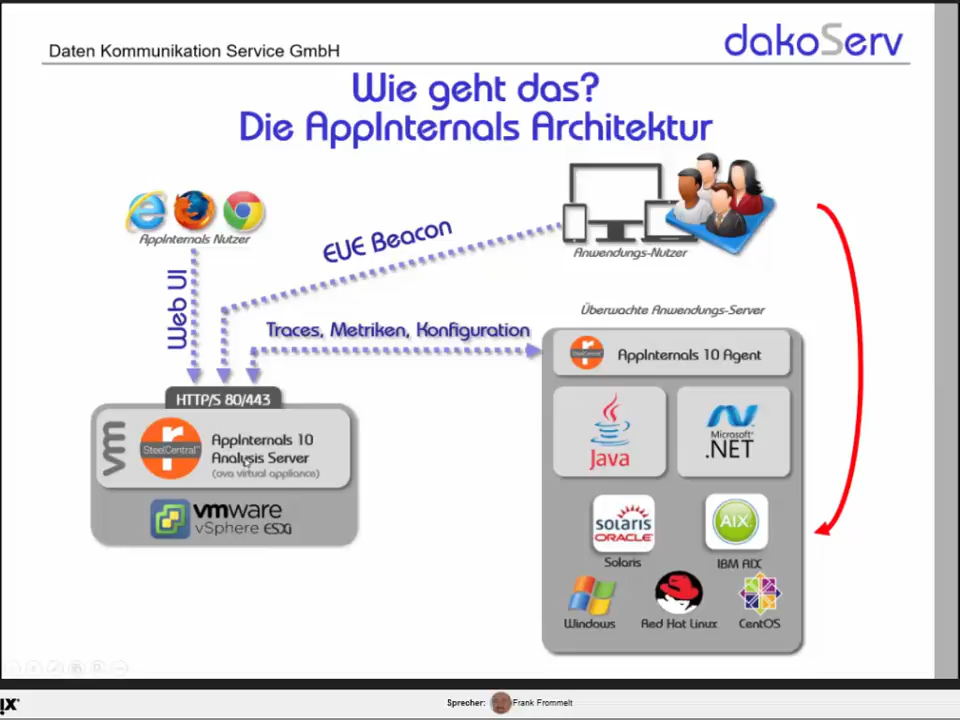 Daten Kommunikation Service GmbH
dakoServ
Wie geht das?
Die AppInternals Architektur
AppInternals Nutzer
Web UI
EUE Beacon
Anwendungs-Nutzer
Traces, Metriken, Konfiguration
Überwachte Anwendungs-Server
HTTP/S 80/443
vm
r
SteelCentral™
AppInternals 10
Analysis Server
(ova virtual appliance)
vmware
vSphere ESXi
r
SteelCentral
AppInternals 10 Agent
Java
Microsoft®
.NET
solaris
ORACLE
Solaris
AIX
IBM AIX
Windows
Red Hat Linux
CentOS
IX®
Sprecher:
Frank Frommelt